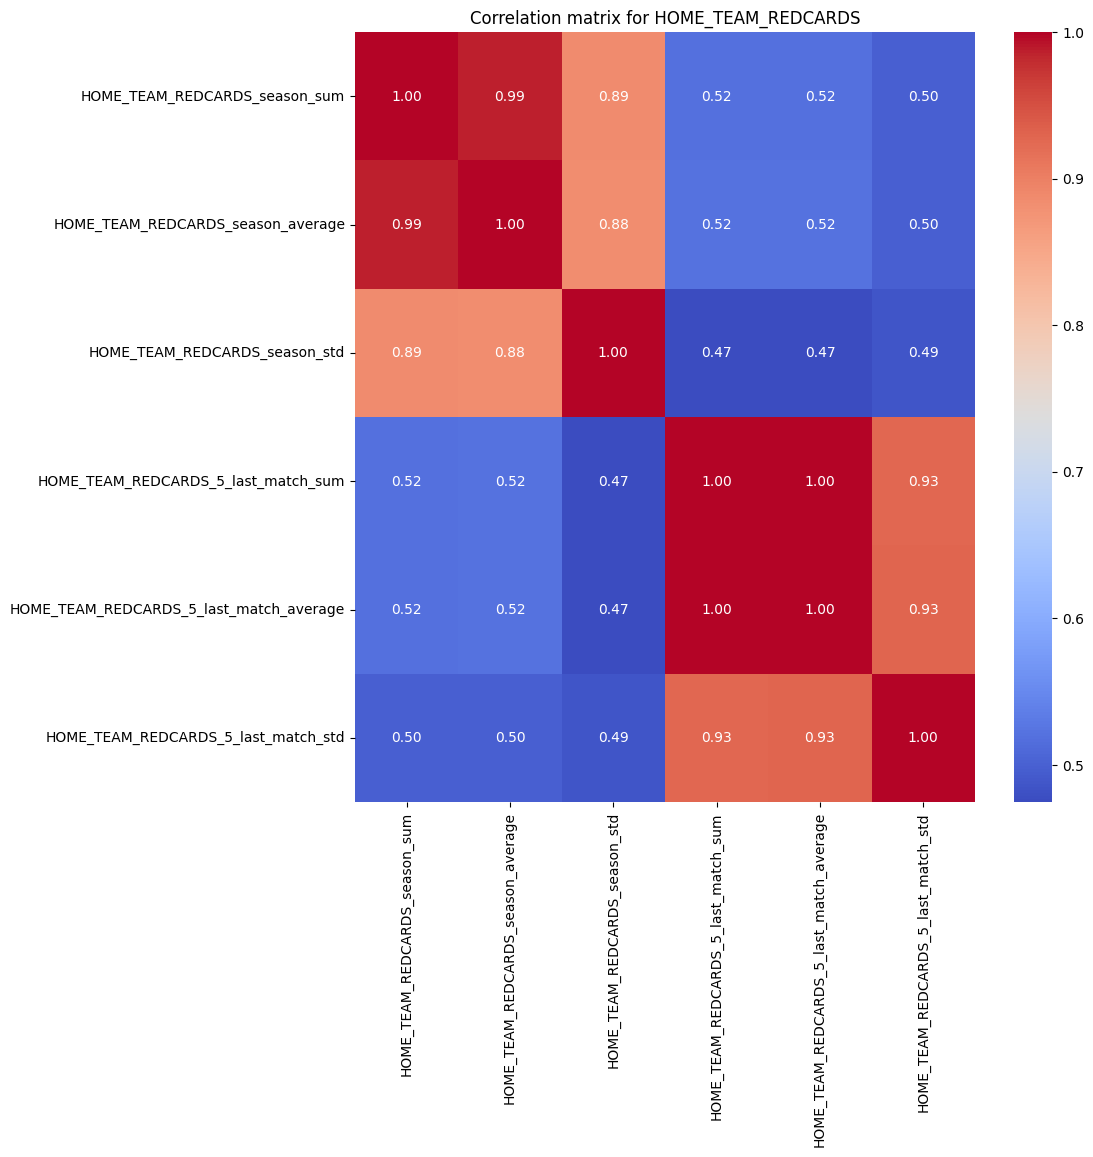 Correlation matrix for HOME_TEAM_REDCARDS
HOME_TEAM_REDCARDS_season_sum
1.00 0.99 0.89 0.52 0.52 0.50
HOME_TEAM_REDCARDS_season_average
0.99 1.00 0.88 0.52 0.52 0.50
HOME_TEAM_REDCARDS_season_std
0.89 0.88 1.00 0.47 0.47 0.49
HOME_TEAM_REDCARDS_5_last_match_sum
0.52 0.52 0.47 1.00 1.00 0.93
HOME_TEAM_REDCARDS_5_last_match_average
0.52 0.52 0.47 1.00 1.00 0.93
HOME_TEAM_REDCARDS_5_last_match_std
0.50 0.50 0.49 0.93 0.93 1.00
HOME_TEAM_REDCARDS_season_sum
HOME_TEAM_REDCARDS_season_average
HOME_TEAM_REDCARDS_season_std
HOME_TEAM_REDCARDS_5_last_match_sum
HOME_TEAM_REDCARDS_5_last_match_average
HOME_TEAM_REDCARDS_5_last_match_std
1.0
0.9
0.8
0.7
0.6
0.5